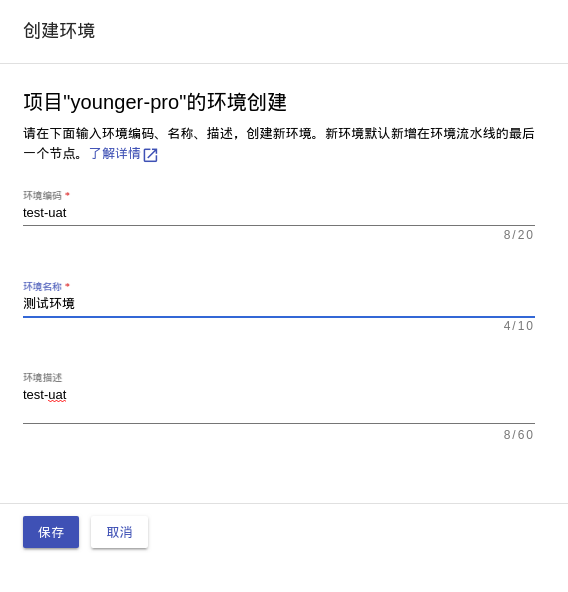 创建环境
项目"younger-pro"的环境创建
请在下面输入环境编码、名称、描述，创建新环境。新环境默认新增在环境流水线的最后
一个节点。了解详情
环境编码 *
test-uat
8/20
环境名称 *
测试环境
4/10
环境描述
test-uat
8/60
保存 取消